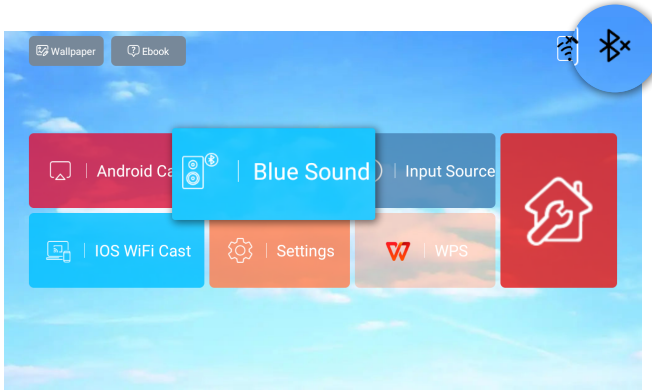 Wallpaper
Ebook
Android Ca
Blue Sound
Input Source
IOS WiFi Cast
Settings
WPS